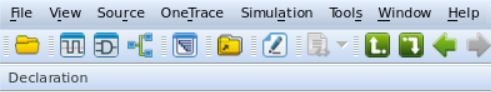 File View Source OneTrace Simulation Tools Window Help
Declaration